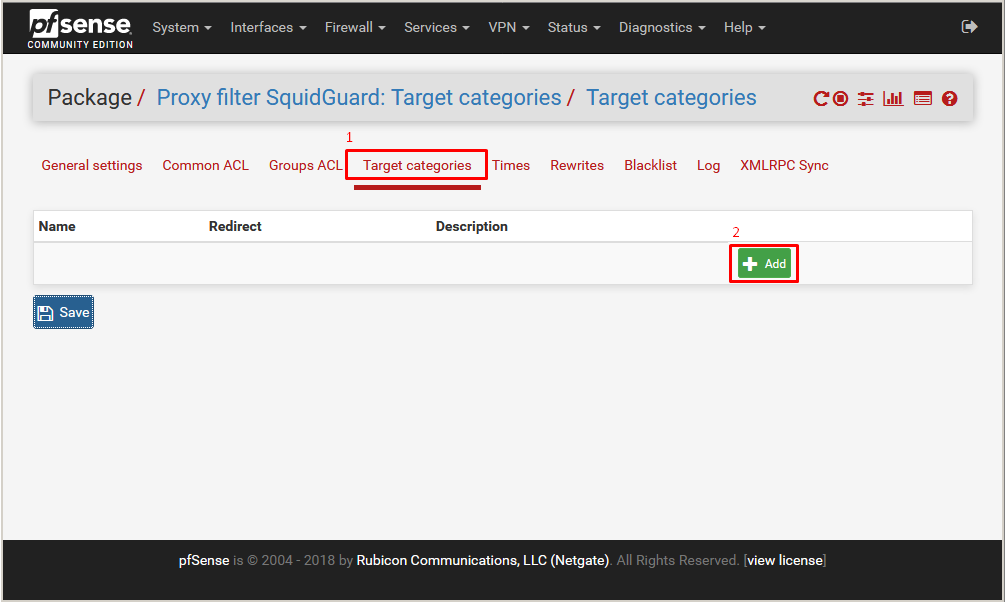 pfsense
COMMUNITY EDITION
System Interfaces Firewall Services VPN Status Diagnostics Help
Package / Proxy filter SquidGuard: Target categories / Target categories
1
General settings Common ACL Groups ACL Target categories Times Rewrites Blacklist Log XMLRPC Sync
Name Redirect Description
2
Add
Save
pfSense is © 2004 - 2018 by Rubicon Communications, LLC (Netgate). All Rights Reserved. [view license]